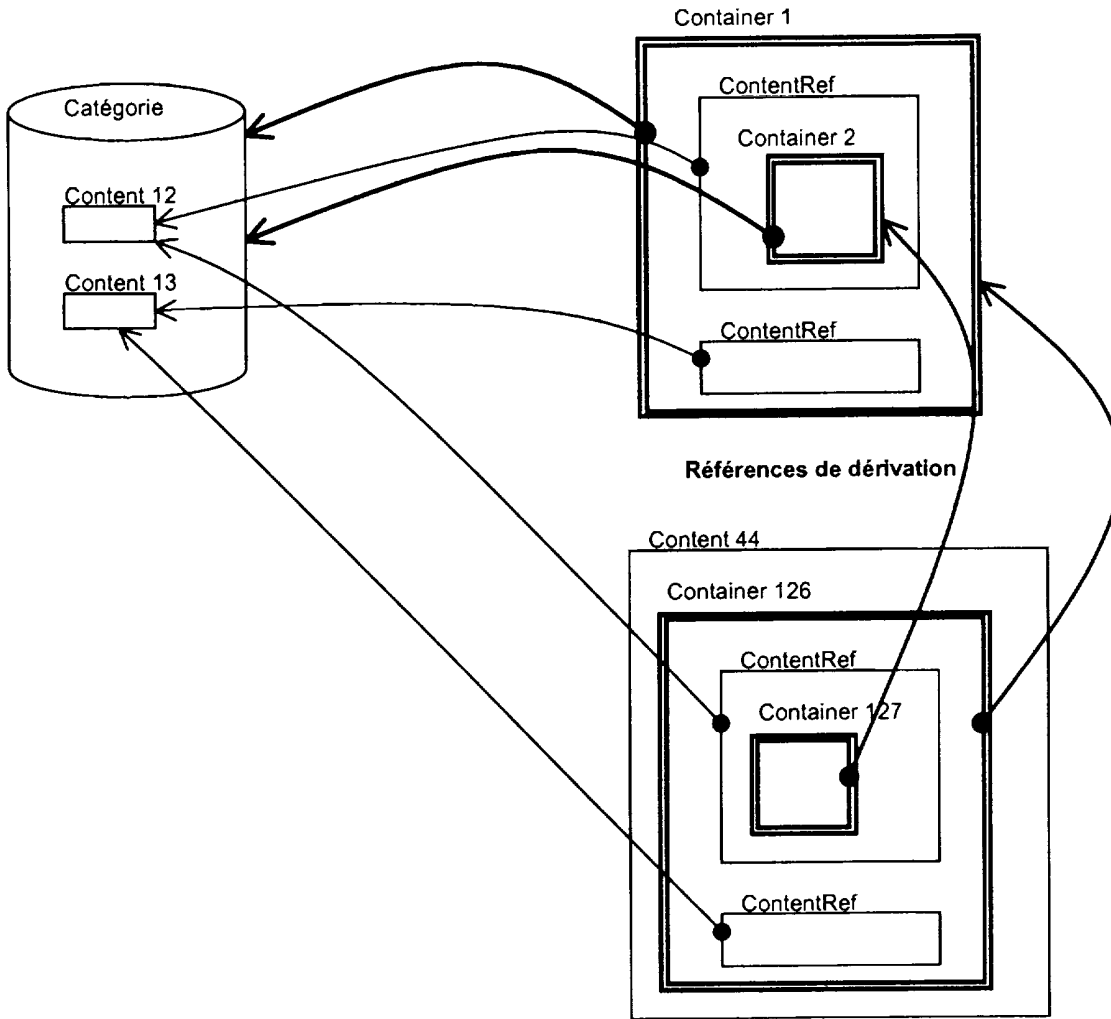 Container 1
ContentRef
Catégorie
Container 2
Content 12
Content 13
ContentRef
Références de dérivation
Content 44
Container 126
ContentRef
Container 127
ContentRef